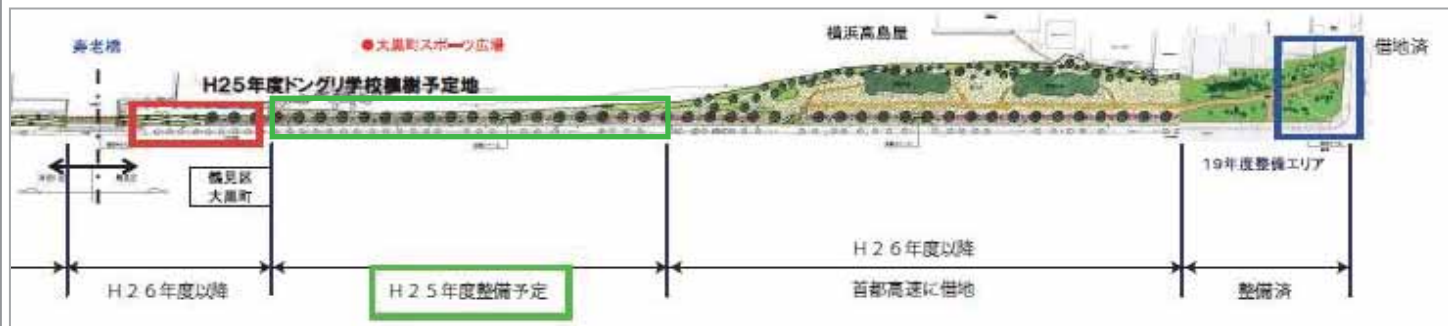 寿老橋
●大黒町スポーツ広場
横浜高島屋
借地済
H25年度ドングリ学校植樹予定地
鶴見区
大黒町
19年度整備エリア
H26年度以降
H25年度整備予定
H26年度以降
首都高速に借地
整備済